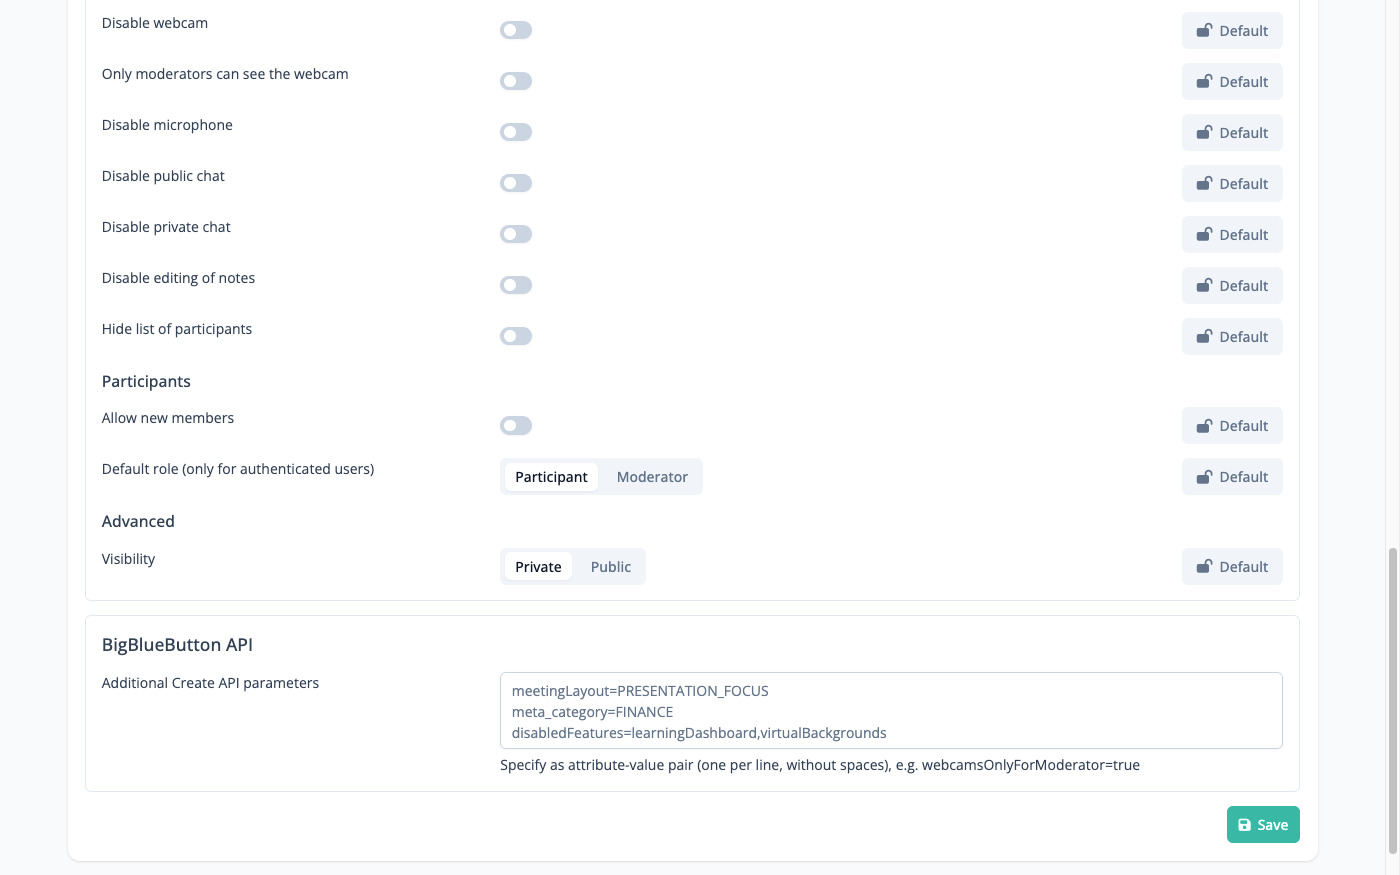 Disable webcam
Default
Only moderators can see the webcam
Default
Disable microphone
Default
Disable public chat
Default
Disable private chat
Default
Disable editing of notes
Default
Hide list of participants
Default
Participants
Allow new members
Default
Default role (only for authenticated users)
Participant Moderator
Default
Advanced
Visibility
Private Public
Default
BigBlueButton API
Additional Create API parameters
meetingLayout=PRESENTATION_FOCUS
meta_category=FINANCE
disabledFeatures=learningDashboard,virtualBackgrounds
Specify as attribute-value pair (one per line, without spaces), e.g. webcamsOnlyForModerator=true
Save